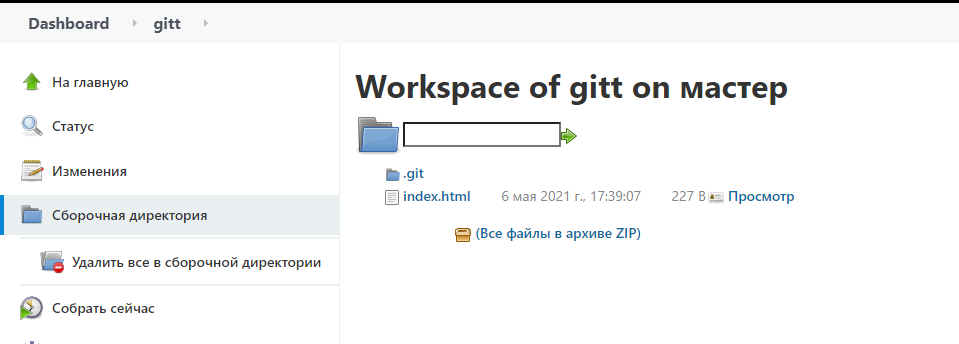 Dashboard gitt
На главную
Статус
Изменения
Сборочная директория
Удалить все в сборочной директории
Собрать сейчас
Workspace of gitt on мастер
.git
index.html 6 мая 2021 г., 17:39:07 227 B Просмотр
(Все файлы в архиве ZIP)